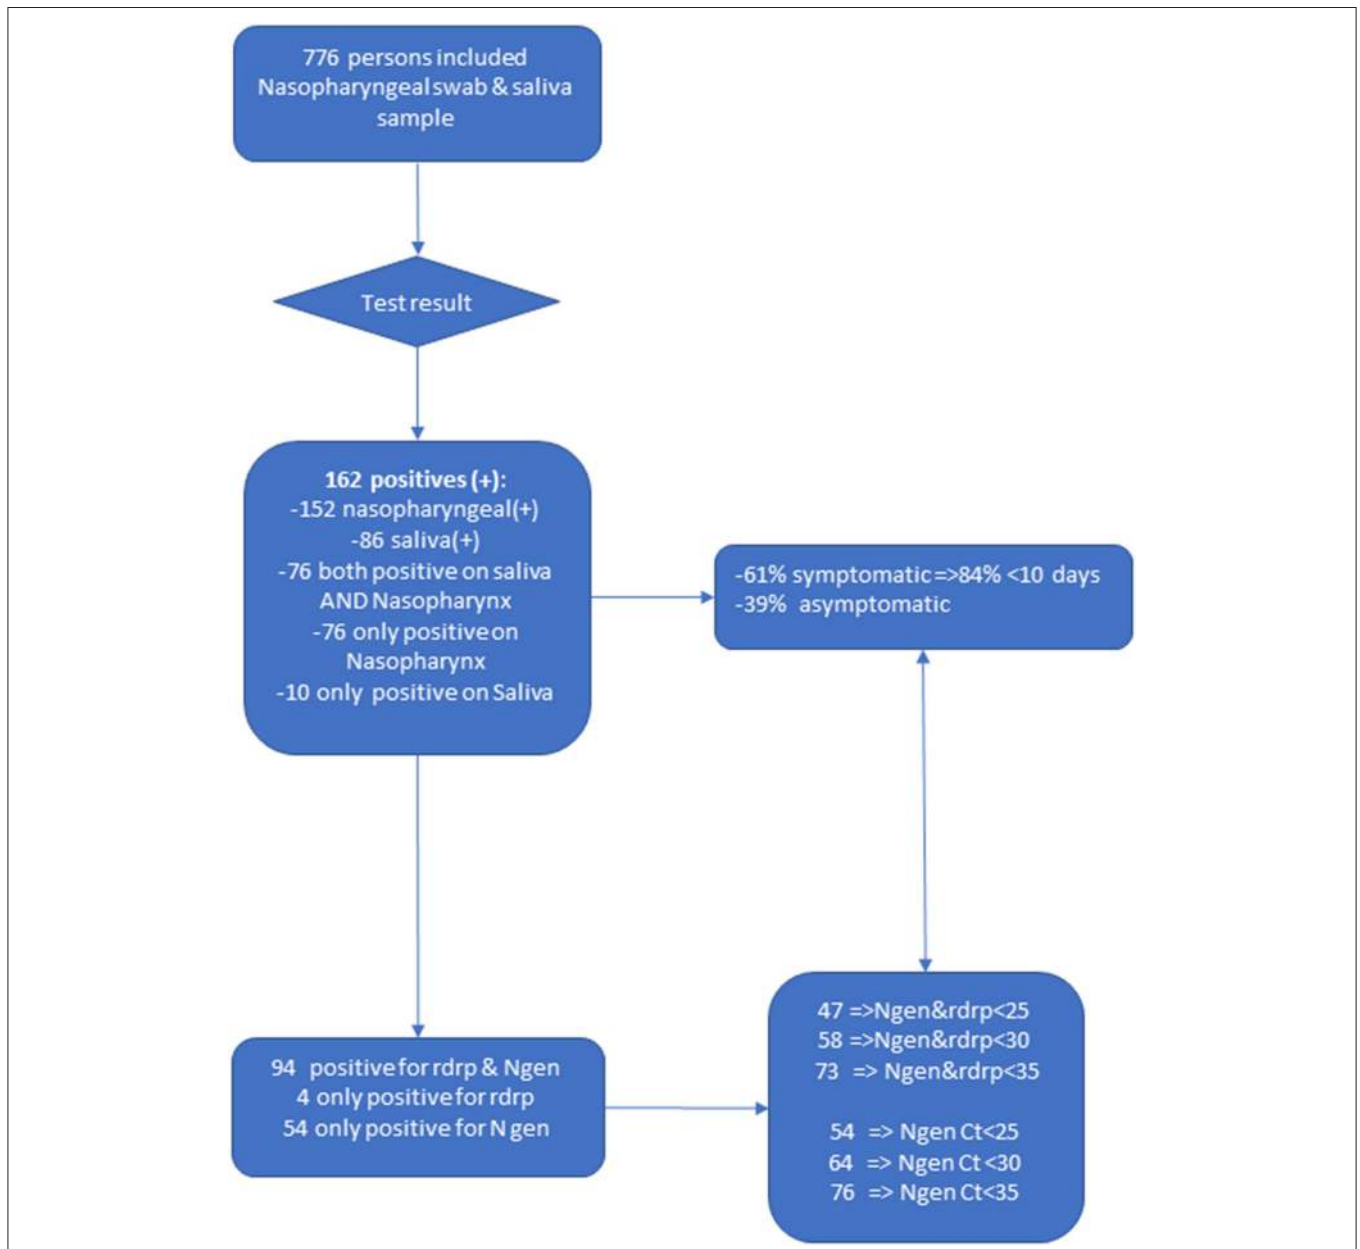 776 persons included
Nasopharyngeal swab & saliva
sample
Test result
162 positives (+):
-152 nasopharyngeal(+)
-86 saliva(+)
-76 both positive on saliva
AND Nasopharynx
-76 only positive on
Nasopharynx
-10 only positive on Saliva
-61% symptomatic=>84% <10 days
-39% asymptomatic
94 positive for rdrp & Ngen
4 only positive for rdrp
54 only positive for N gen
47 =>Ngen&rdrp<25
58 =>Ngen&rdrp<30
73 => Ngen&rdrp<35
54 => Ngen Ct<25
64 => Ngen Ct <30
76 => Ngen Ct<35